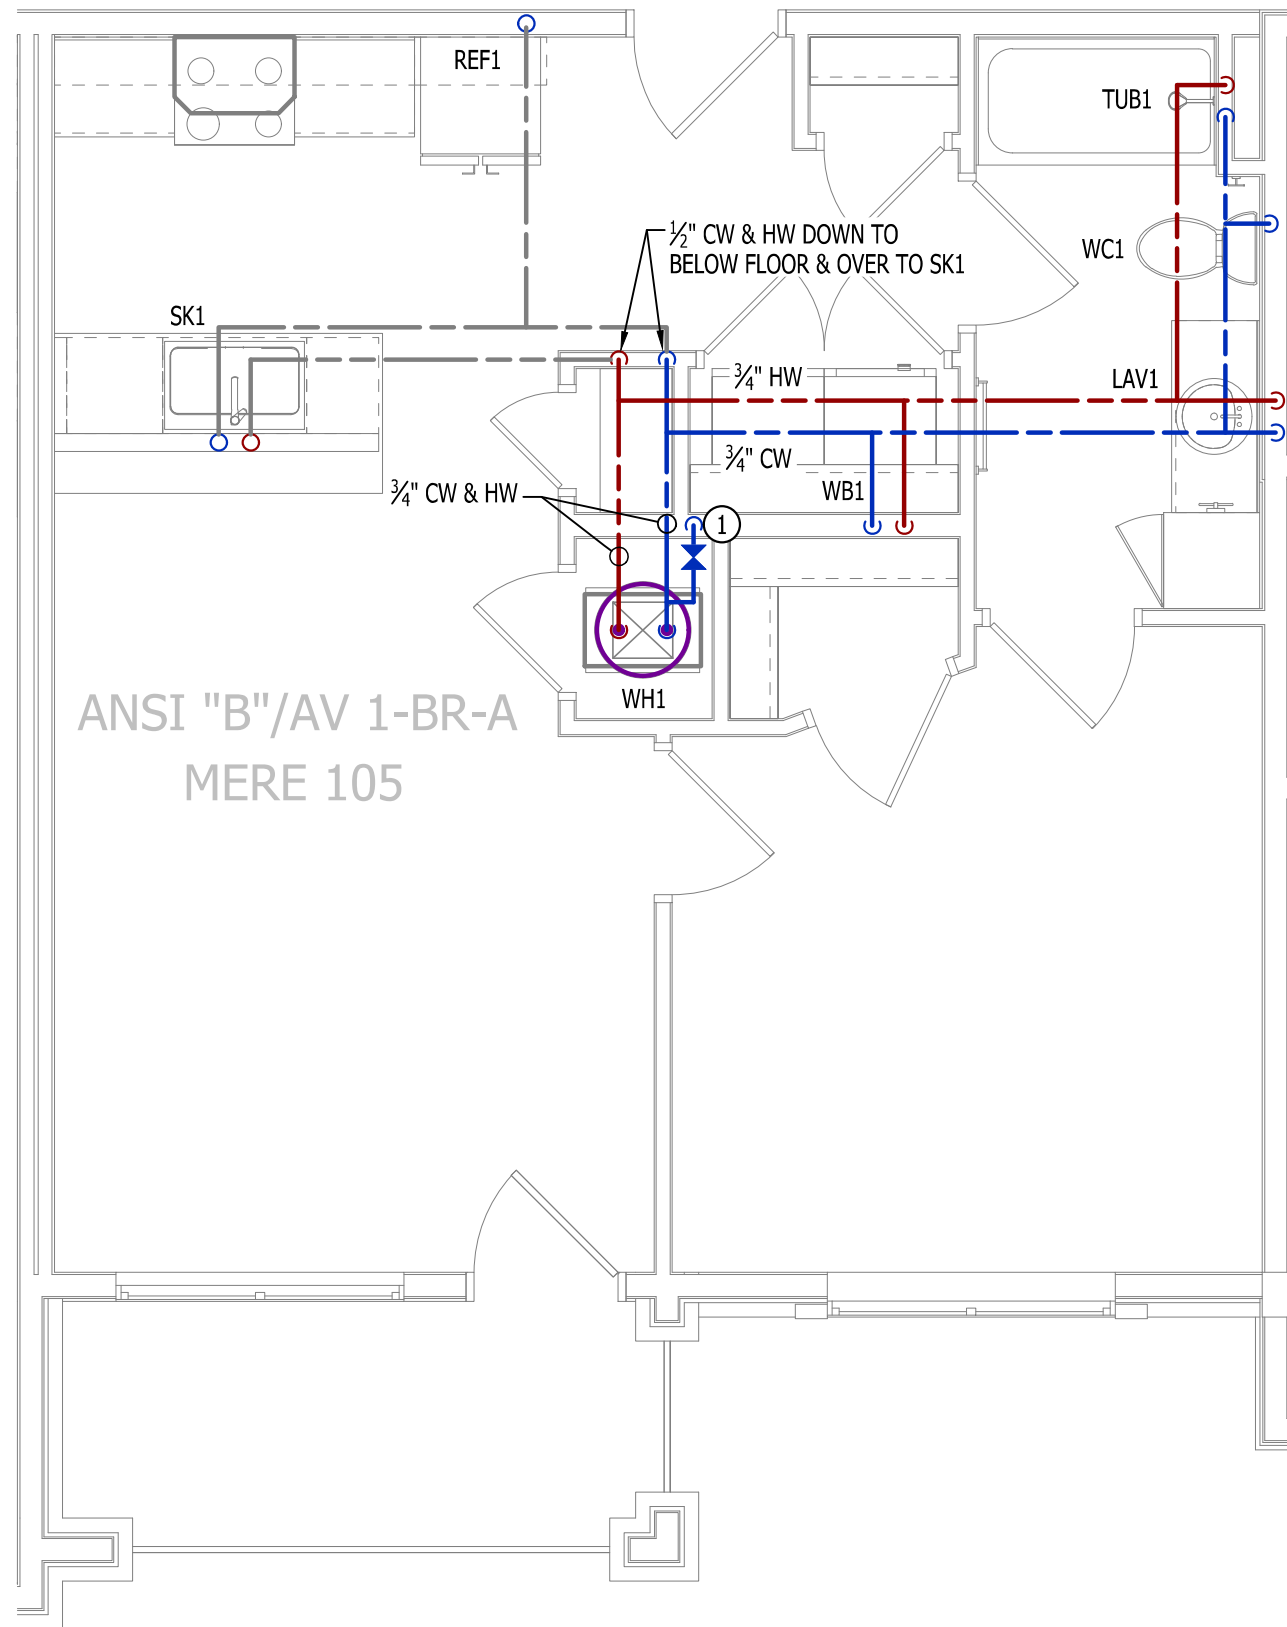 REF1
TUB1
½" CW & HW DOWN TO
BELOW FLOOR & OVER TO SK1
WC1
SK1
¾" HW
LAV1
¾" CW
WB1
¾" CW & HW
1
WH1
ANSI "B"/AV 1-BR-A
MERE 105